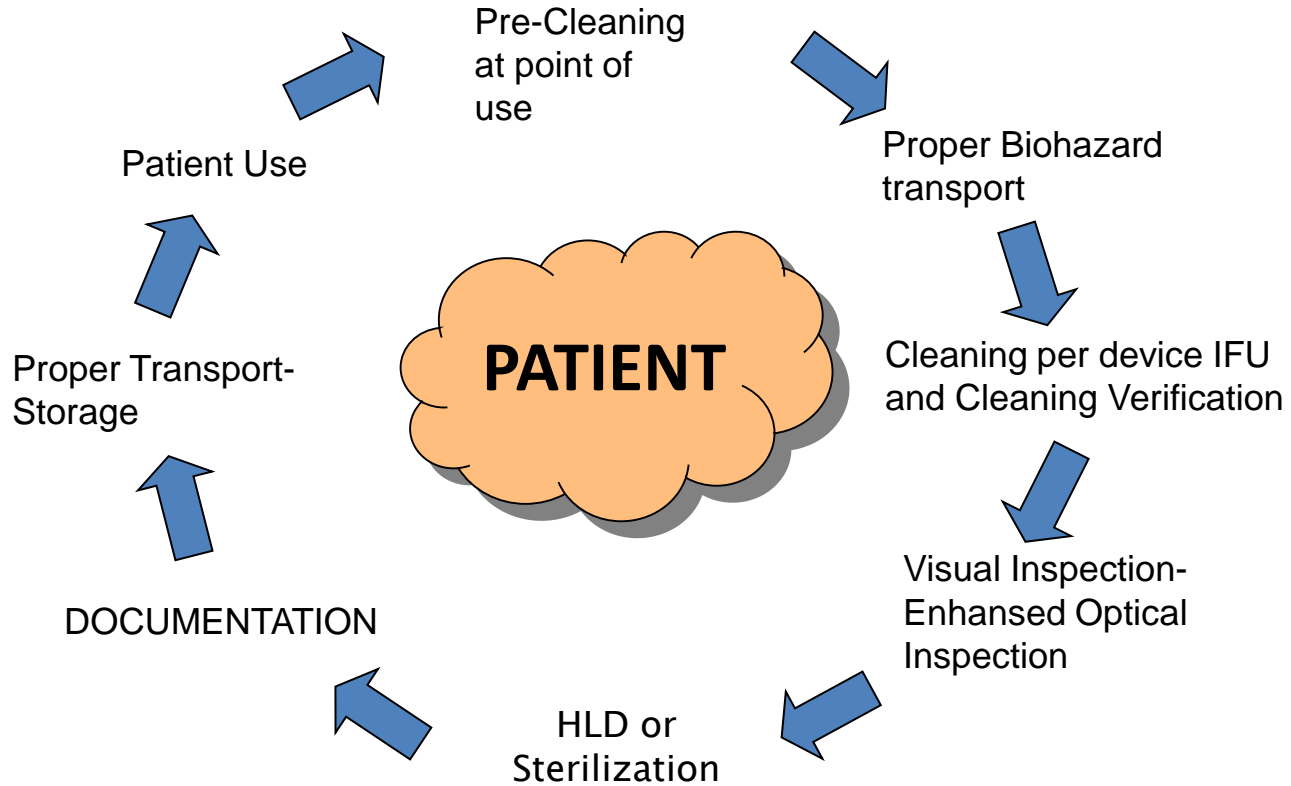 Pre-Cleaning
at point of
use
Proper Biohazard
transport
Cleaning per device IFU
and Cleaning Verification
Visual Inspection-
Enhansed Optical
Inspection
HLD or
Sterilization
DOCUMENTATION
Proper Transport-
Storage
Patient Use
PATIENT